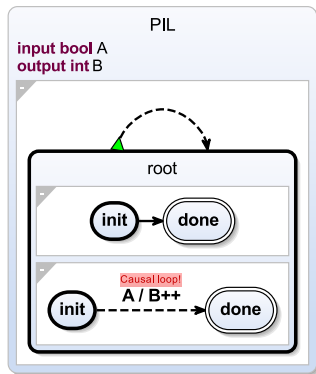 PIL
input bool A
output int B
root
init
done
Causal loop!
A / B++
init
done